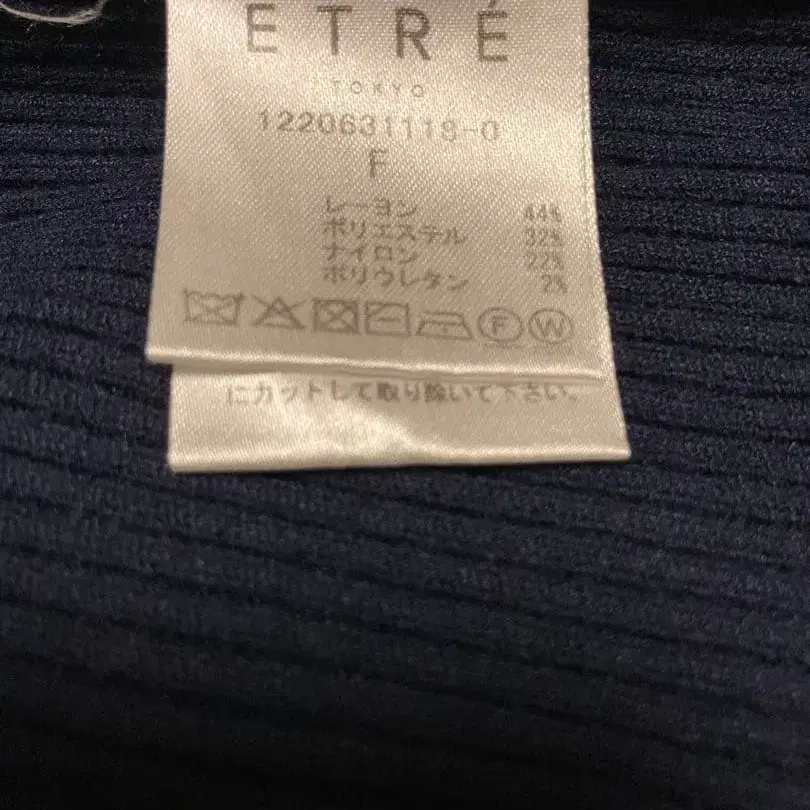 ETRÉ
TOKYO
1220631118-0
F
レーヨン 44%
ポリエステル 32%
ナイロン 22%
ポリウレタン 2%
F W
にカットして取り除いて下さい。